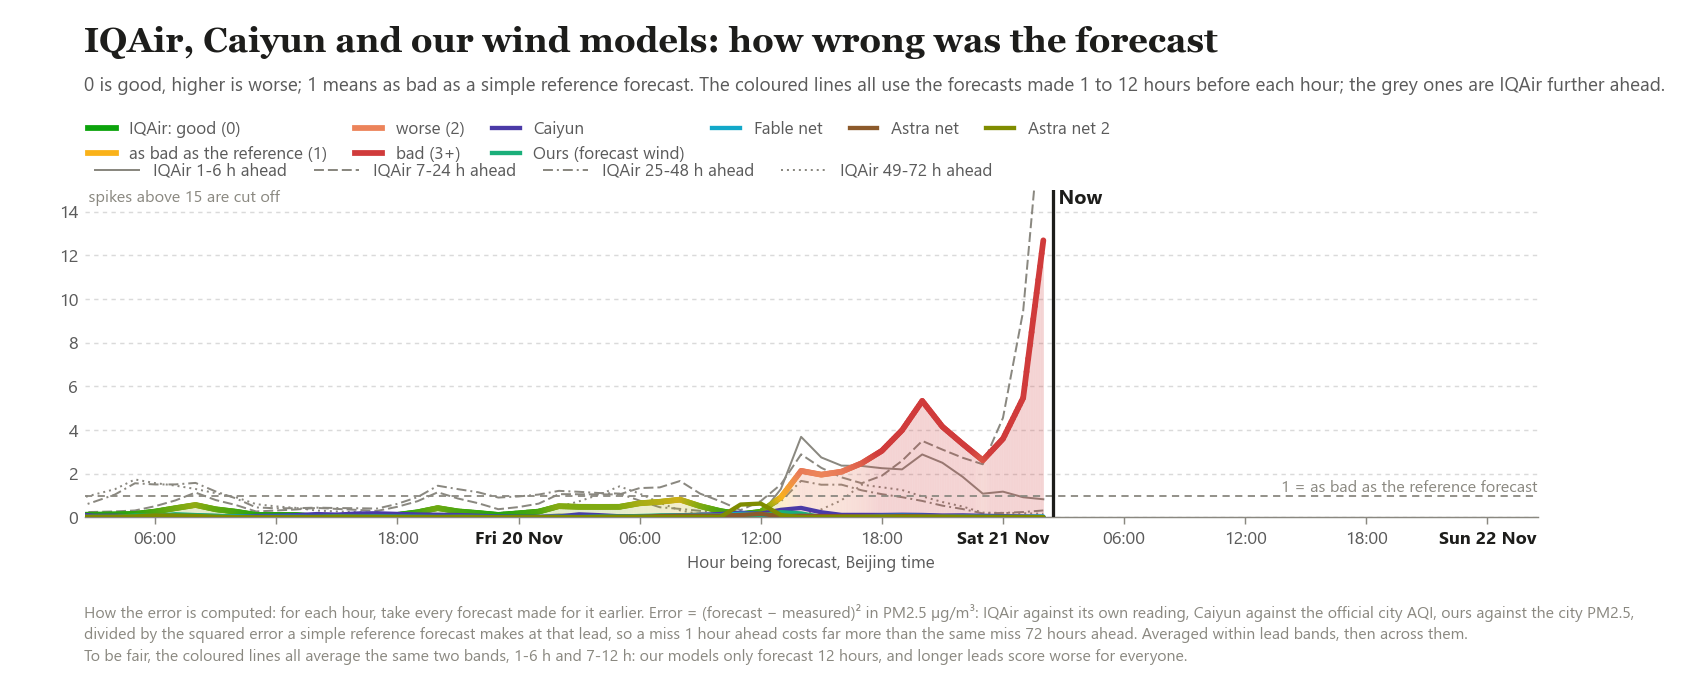 IQAir, Caiyun and our wind models: how wrong was the forecast
0 is good, higher is worse; 1 means as bad as a simple reference forecast. The coloured lines all use the forecasts made 1 to 12 hours before each hour; the grey ones are IQAir further ahead.
IQAir: good (0) worse (2) Caiyun Fable net Astra net Astra net 2
as bad as the reference (1) bad (3+) Ours (forecast wind)
IQAir 1-6 h ahead IQAir 7-24 h ahead IQAir 25-48 h ahead IQAir 49-72 h ahead
spikes above 15 are cut off
Now
14
12
10
8
6
4
2
1 = as bad as the reference forecast
0
06:00 12:00 18:00 Fri 20 Nov 06:00 12:00 18:00 Sat 21 Nov 06:00 12:00 18:00 Sun 22 Nov
Hour being forecast, Beijing time
How the error is computed: for each hour, take every forecast made for it earlier. Error = (forecast − measured)² in PM2.5 µg/m³: IQAir against its own reading, Caiyun against the official city AQI, ours against the city PM2.5,
divided by the squared error a simple reference forecast makes at that lead, so a miss 1 hour ahead costs far more than the same miss 72 hours ahead. Averaged within lead bands, then across them.
To be fair, the coloured lines all average the same two bands, 1-6 h and 7-12 h: our models only forecast 12 hours, and longer leads score worse for everyone.